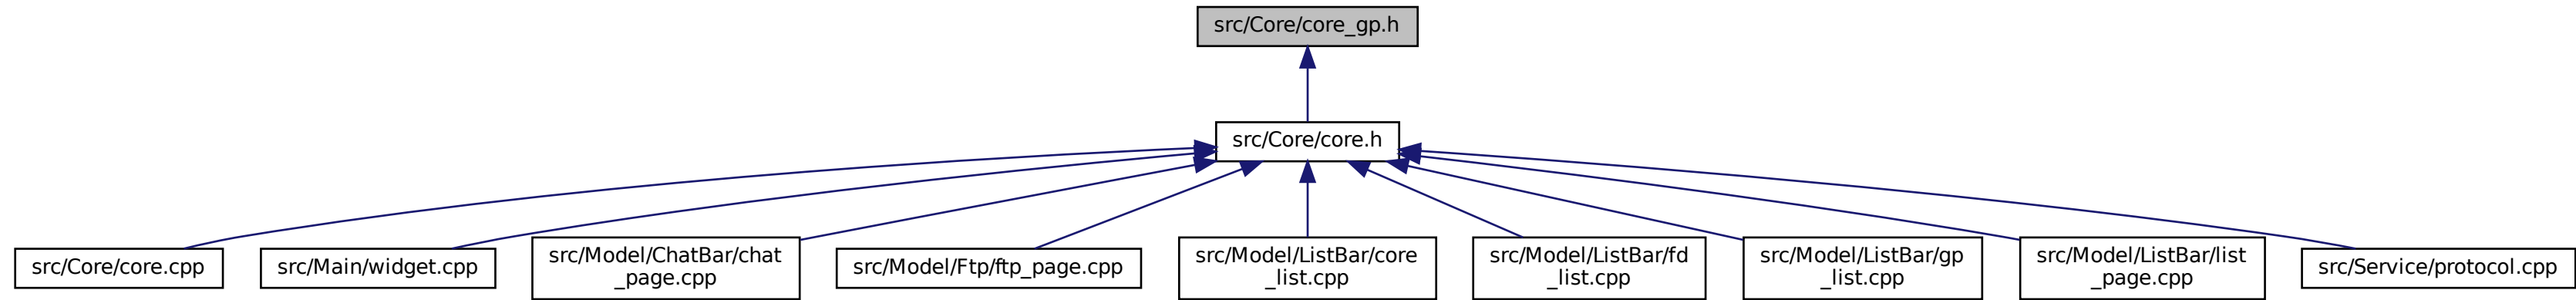 src/Core/core_gp.h
src/Core/core.h
src/Core/core.cpp
src/Main/widget.cpp
src/Model/ChatBar/chat
_page.cpp
src/Model/Ftp/ftp_page.cpp
src/Model/ListBar/core
_list.cpp
src/Model/ListBar/fd
_list.cpp
src/Model/ListBar/gp
_list.cpp
src/Model/ListBar/list
_page.cpp
src/Service/protocol.cpp